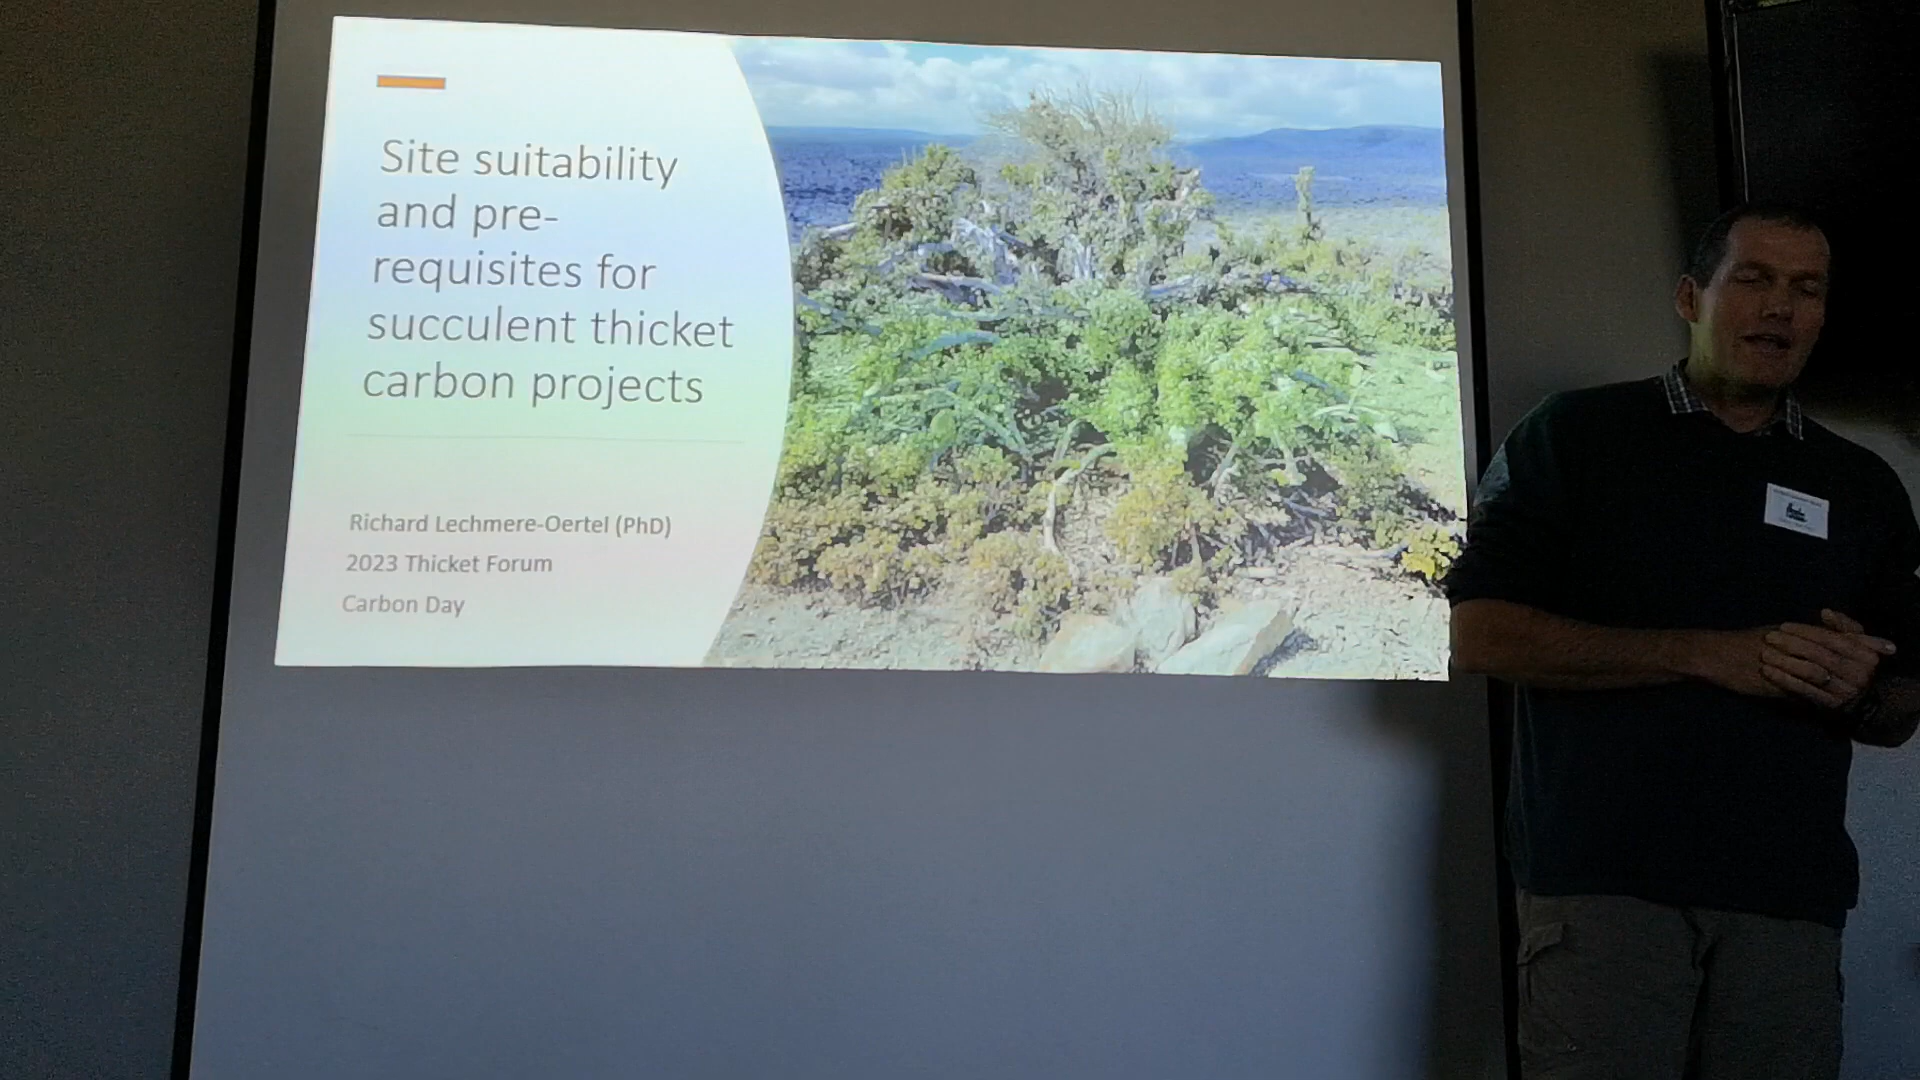 Site suitability
and pre-
requisites for
succulent thicket
carbon projects
Richard Lechmere-Oertel (PhD)
2023 Thicket Forum
Carbon Day